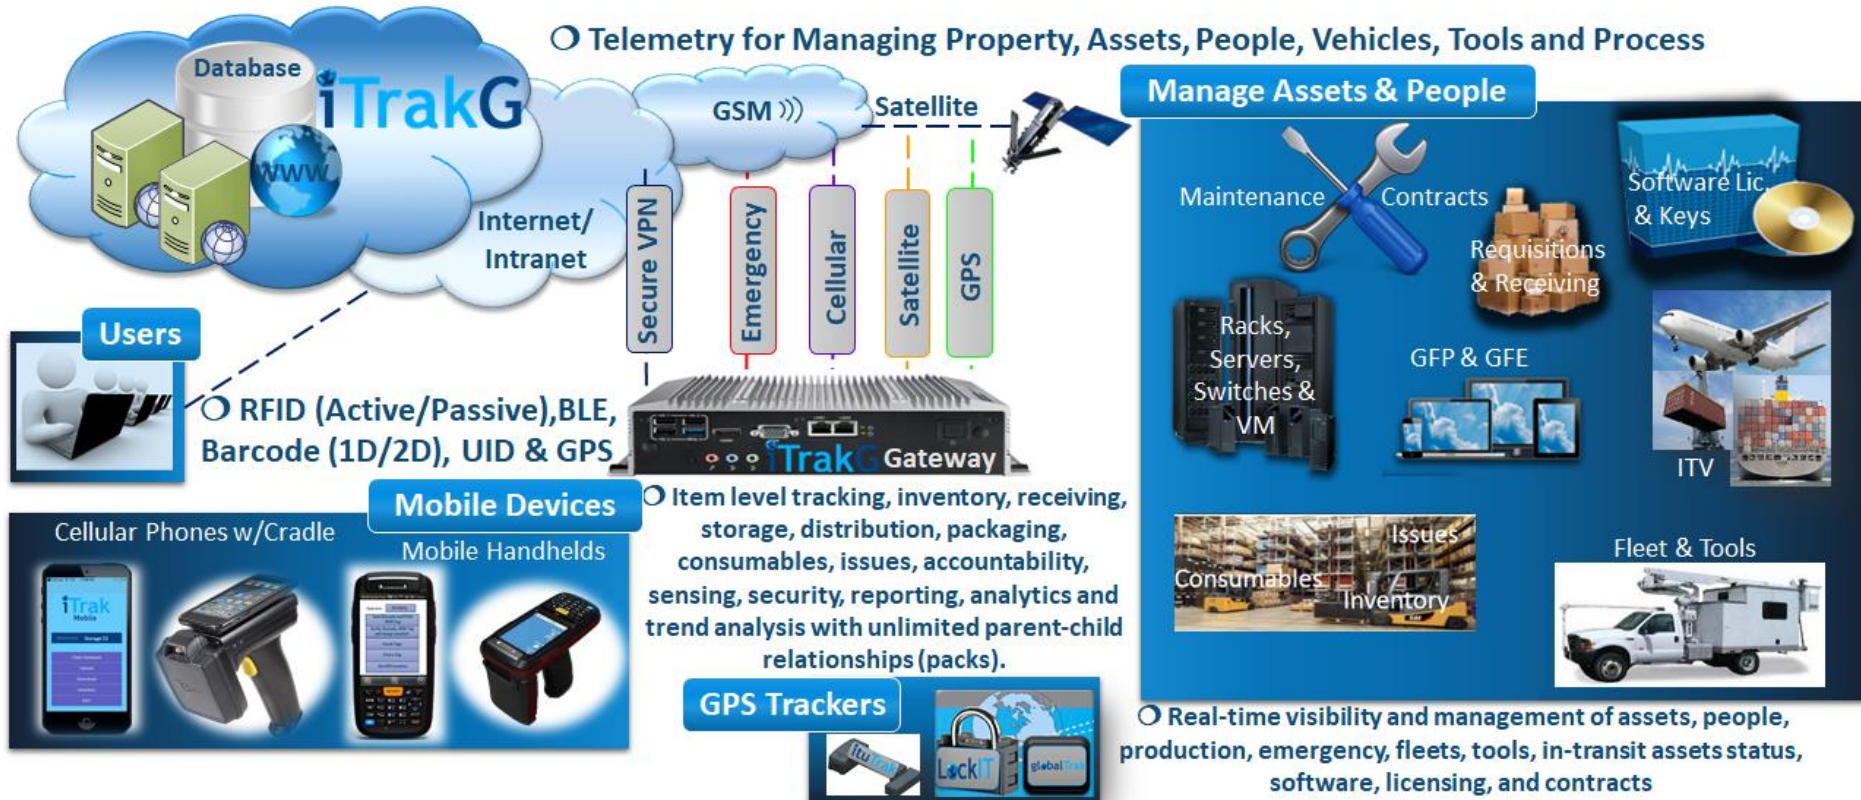 Telemetry for Managing Property, Assets, People, Vehicles, Tools and Process
Database
iTrakG
www
Internet/
Intranet
GSM
Satellite
Secure VPN
Emergency
Cellular
Satellite
GPS
Users
RFID (Active/Passive),BLE,
Barcode (1D/2D), UID & GPS
iTrakG Gateway
Mobile Devices
Cellular Phones w/Cradle
Mobile Handhelds
iTrak
Mobile
Item level tracking, inventory, receiving,
storage, distribution, packaging,
consumables, issues, accountability,
sensing, security, reporting, analytics and
trend analysis with unlimited parent-child
relationships (packs).
GPS Trackers
ituTrak
LockIT
globalTrak
Manage Assets & People
Maintenance
Contracts
Software Lic.
& Keys
Requisitions
& Receiving
Racks,
Servers,
Switches &
VM
GFP & GFE
ITV
Issues
Consumables
Inventory
Fleet & Tools
Real-time visibility and management of assets, people,
production, emergency, fleets, tools, in-transit assets status,
software, licensing, and contracts